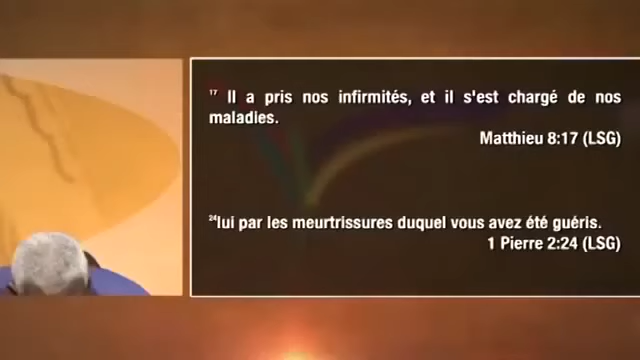 17 Il a pris nos infirmités, et il s'est chargé de nos
maladies.
Matthieu 8:17 (LSG)
24lui par les meurtrissures duquel vous avez été guéris.
1 Pierre 2:24 (LSG)